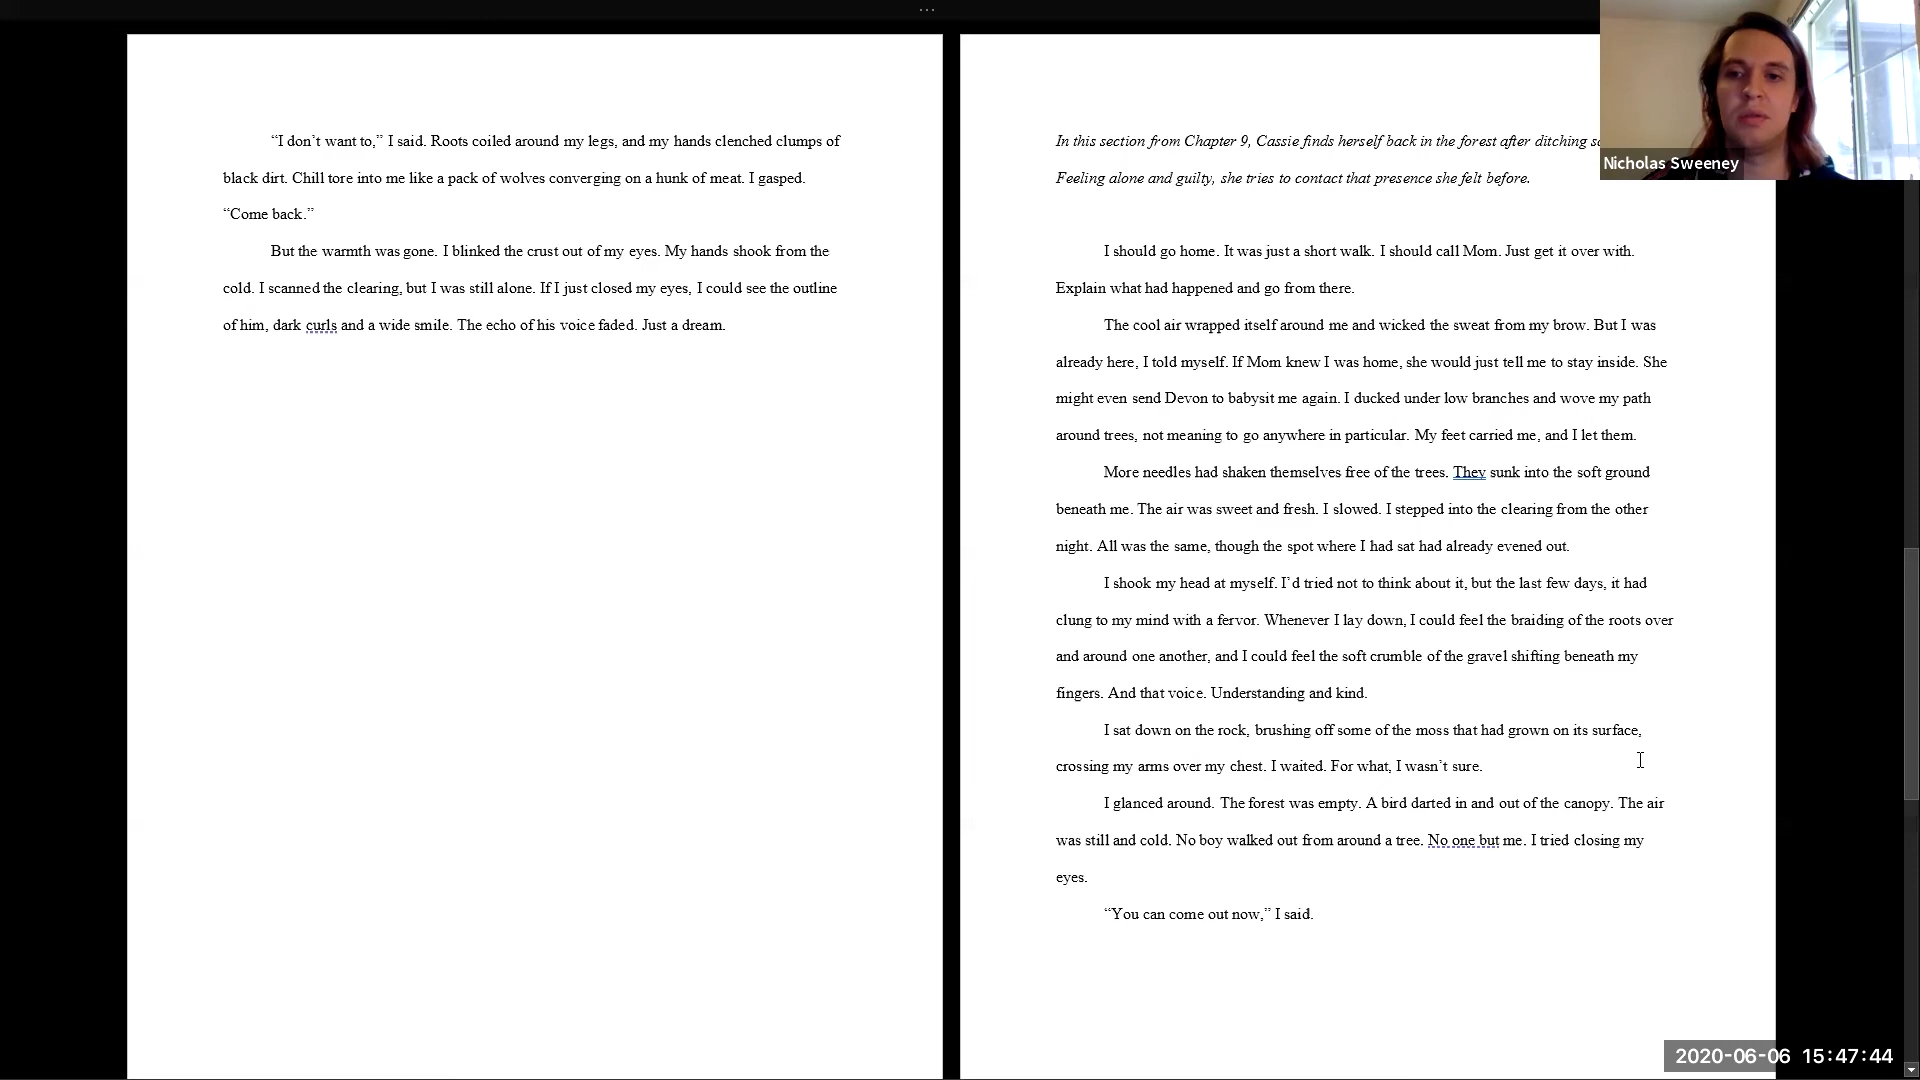 “I don’t want to,” I said. Roots coiled around my legs, and my hands clenched clumps of
black dirt. Chill tore into me like a pack of wolves converging on a hunk of meat. I gasped.
“Come back.”
But the warmth was gone. I blinked the crust out of my eyes. My hands shook from the
cold. I scanned the clearing, but I was still alone. If I just closed my eyes, I could see the outline
of him, dark curls and a wide smile. The echo of his voice faded. Just a dream.
In this section from Chapter 9, Cassie finds herself back in the forest after ditching
Feeling alone and guilty, she tries to contact that presence she felt before.
I should go home. It was just a short walk. I should call Mom. Just get it over with.
Explain what had happened and go from there.
The cool air wrapped itself around me and wicked the sweat from my brow. But I was
already here, I told myself. If Mom knew I was home, she would just tell me to stay inside. She
might even send Devon to babysit me again. I ducked under low branches and wove my path
around trees, not meaning to go anywhere in particular. My feet carried me, and I let them.
More needles had shaken themselves free of the trees. They sunk into the soft ground
beneath me. The air was sweet and fresh. I slowed. I stepped into the clearing from the other
night. All was the same, though the spot where I had sat had already evened out.
I shook my head at myself. I’d tried not to think about it, but the last few days, it had
clung to my mind with a fervor. Whenever I lay down, I could feel the braiding of the roots over
and around one another, and I could feel the soft crumble of the gravel shifting beneath my
fingers. And that voice. Understanding and kind.
I sat down on the rock, brushing off some of the moss that had grown on its surface,
crossing my arms over my chest. I waited. For what, I wasn’t sure.
I glanced around. The forest was empty. A bird darted in and out of the canopy. The air
was still and cold. No boy walked out from around a tree. No one but me. I tried closing my
eyes.
“You can come out now,” I said.
Nicholas Sweeney
2020-06-06 15:47:44